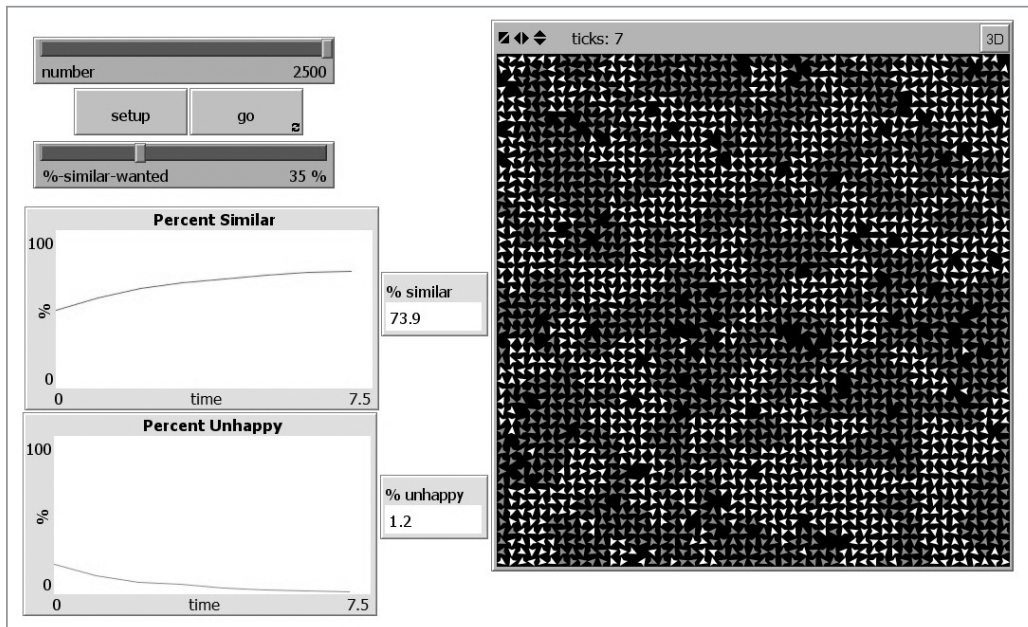 number 2500
setup
go
%-similar-wanted 35 %
Percent Similar
100
%
0
0 time 7.5
% similar
73.9
Percent Unhappy
100
%
0
0 time 7.5
% unhappy
1.2
ticks: 7
3D